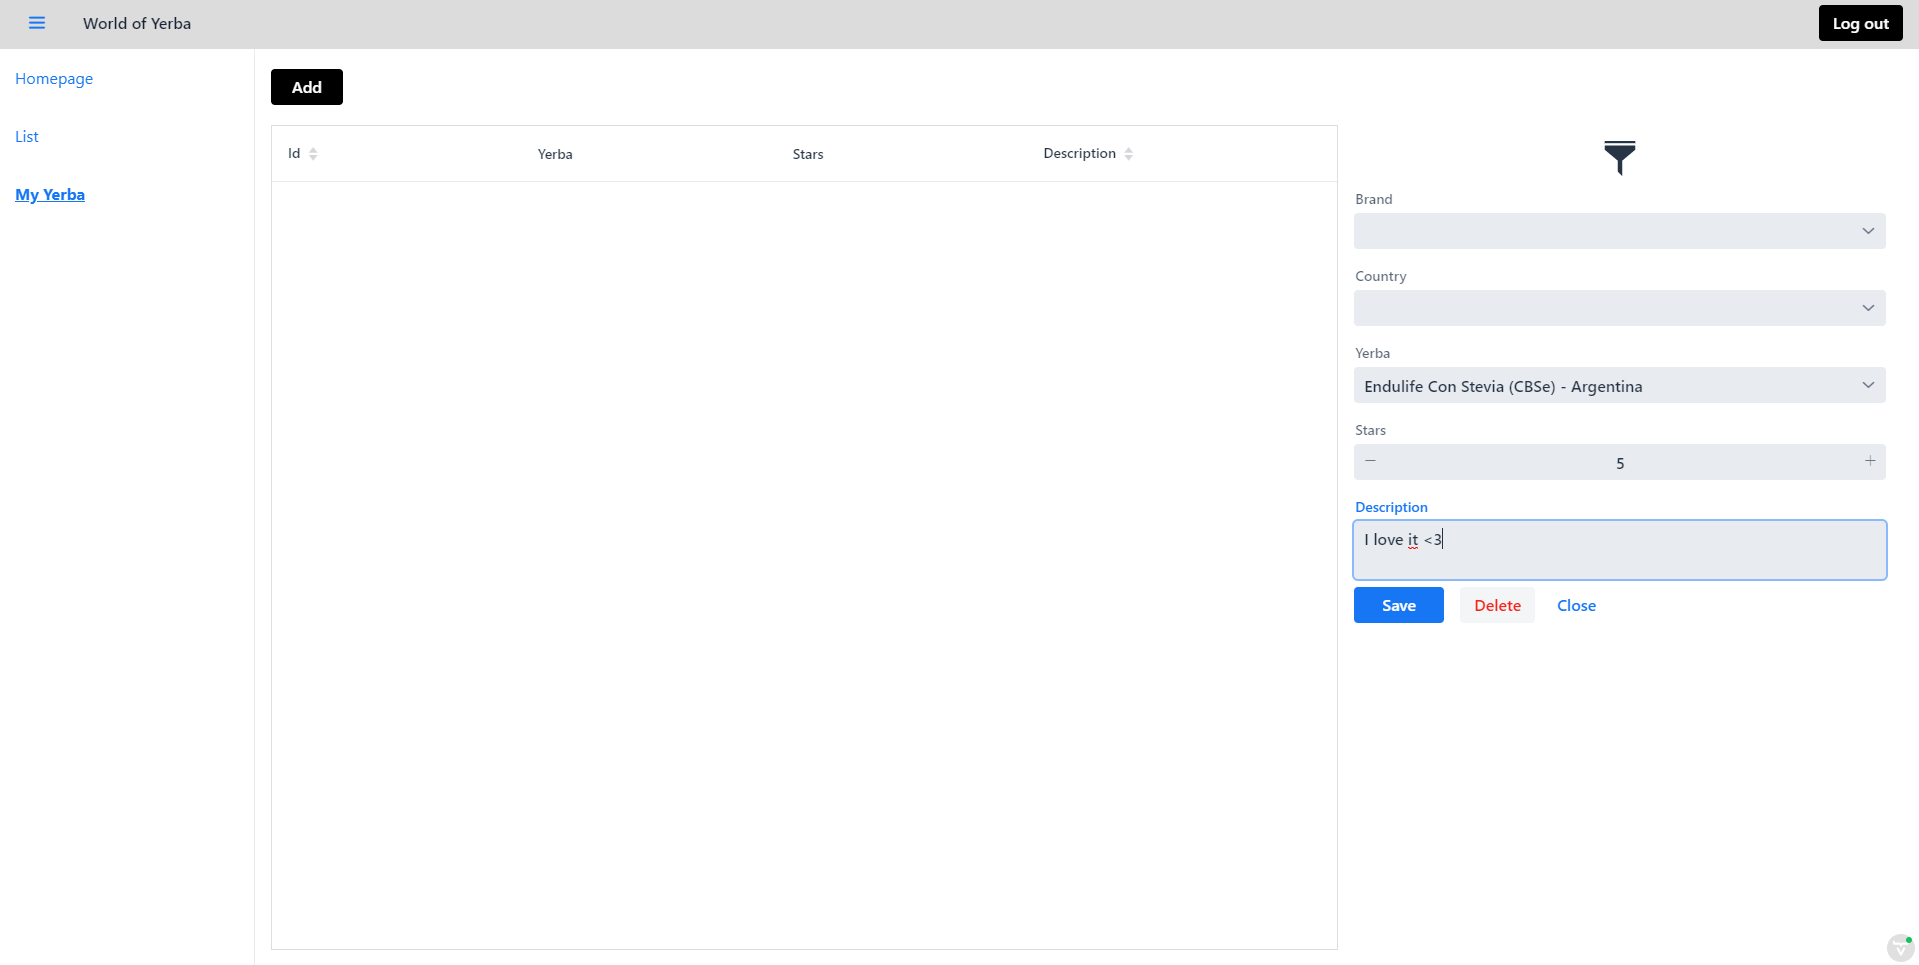 World of Yerba
Log out
Homepage
List
My Yerba
Add
Id Yerba Stars Description
Brand
Country
Yerba
Endulife Con Stevia (CBSe) - Argentina
Stars
− 5 +
Description
I love it <3
Save Delete Close